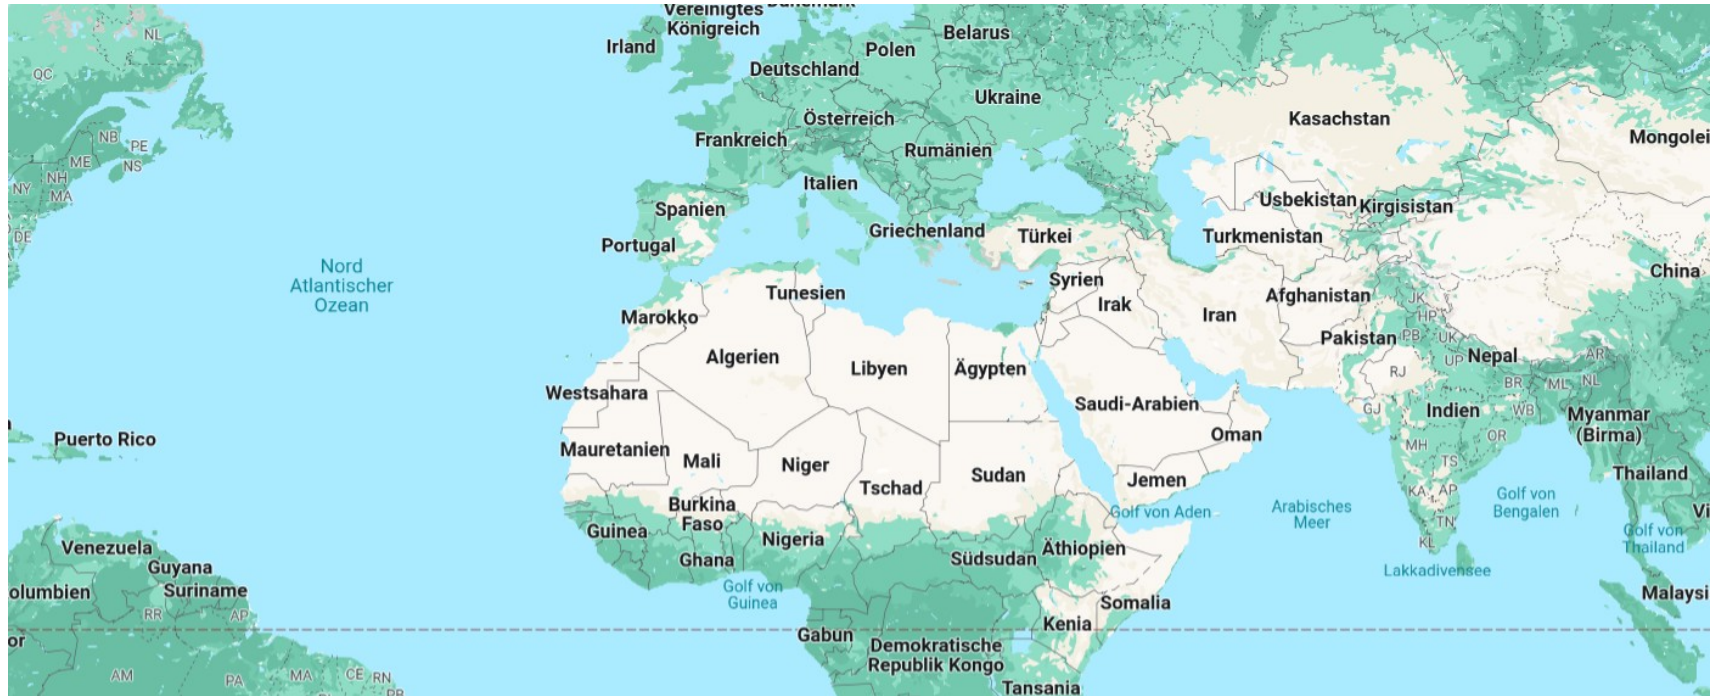 Vereinigtes
Königreich
Irland
Belarus
Polen
Deutschland
Ukraine
Österreich
Frankreich
Rumänien
Italien
Spanien
Portugal
Griechenland
Türkei
Kasachstan
Mongolei
Usbekistan
Kirgisistan
Turkmenistan
China
NL
QC
NB
PE
ME
NS
NH
NY
MA
DE
Nord
Atlantischer
Ozean
Syrien
Irak
Iran
Afghanistan
Pakistan
JK
HP
PB
UK
UP
Nepal
AR
RJ
BR
ML
NL
GJ
Indien
WB
Myanmar
(Birma)
OR
MH
TS
Thailand
KA
AP
TN
KL
Golf von
Bengalen
Golf von
Thailand
Vi
Lakkadivensee
Malaysi
Tunesien
Marokko
Algerien
Libyen
Ägypten
Westsahara
Saudi-Arabien
Oman
Mauretanien
Mali
Niger
Tschad
Sudan
Jemen
Golf von Aden
Arabisches
Meer
Burkina
Faso
Guinea
Nigeria
Ghana
Südsudan
Äthiopien
Golf von
Guinea
Somalia
Kenia
Gabun
Demokratische
Republik Kongo
Tansania
Puerto Rico
Venezuela
Guyana
Suriname
olumbien
RR
AP
or
AM
PA
MA
CE
RN